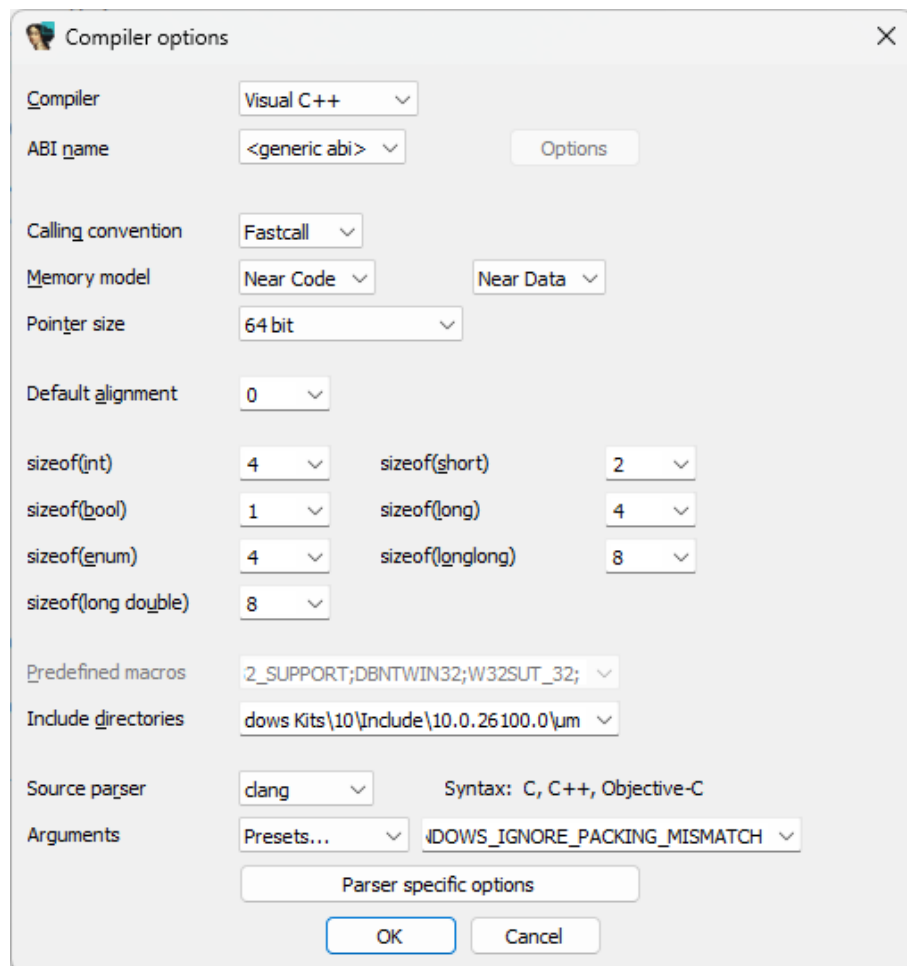 Compiler options
Compiler Visual C++
ABI name <generic abi> Options
Calling convention Fastcall
Memory model Near Code Near Data
Pointer size 64 bit
Default alignment 0
sizeof(int) 4 sizeof(short) 2
sizeof(bool) 1 sizeof(long) 4
sizeof(enum) 4 sizeof(longlong) 8
sizeof(long double) 8
Predefined macros 2_SUPPORT;DBNTWIN32;W32SUT_32;
Include directories dows Kits\10\Include\10.0.26100.0\um
Source parser clang Syntax: C, C++, Objective-C
Arguments Presets... NDOWS_IGNORE_PACKING_MISMATCH
Parser specific options
OK Cancel